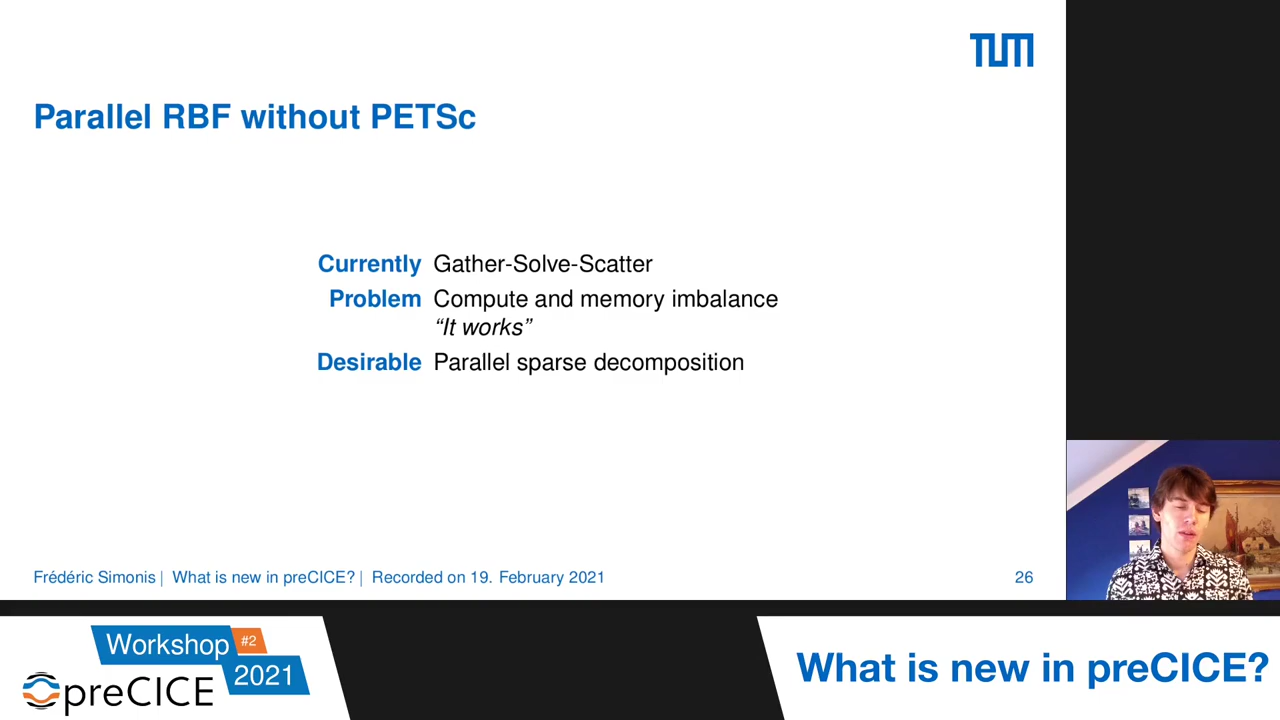 TUM
Parallel RBF without PETSc
Currently Gather-Solve-Scatter
Problem Compute and memory imbalance
“It works”
Desirable Parallel sparse decomposition
Frédéric Simonis | What is new in preCICE? | Recorded on 19. February 2021 26
Workshop #2
2021
preCICE
What is new in preCICE?